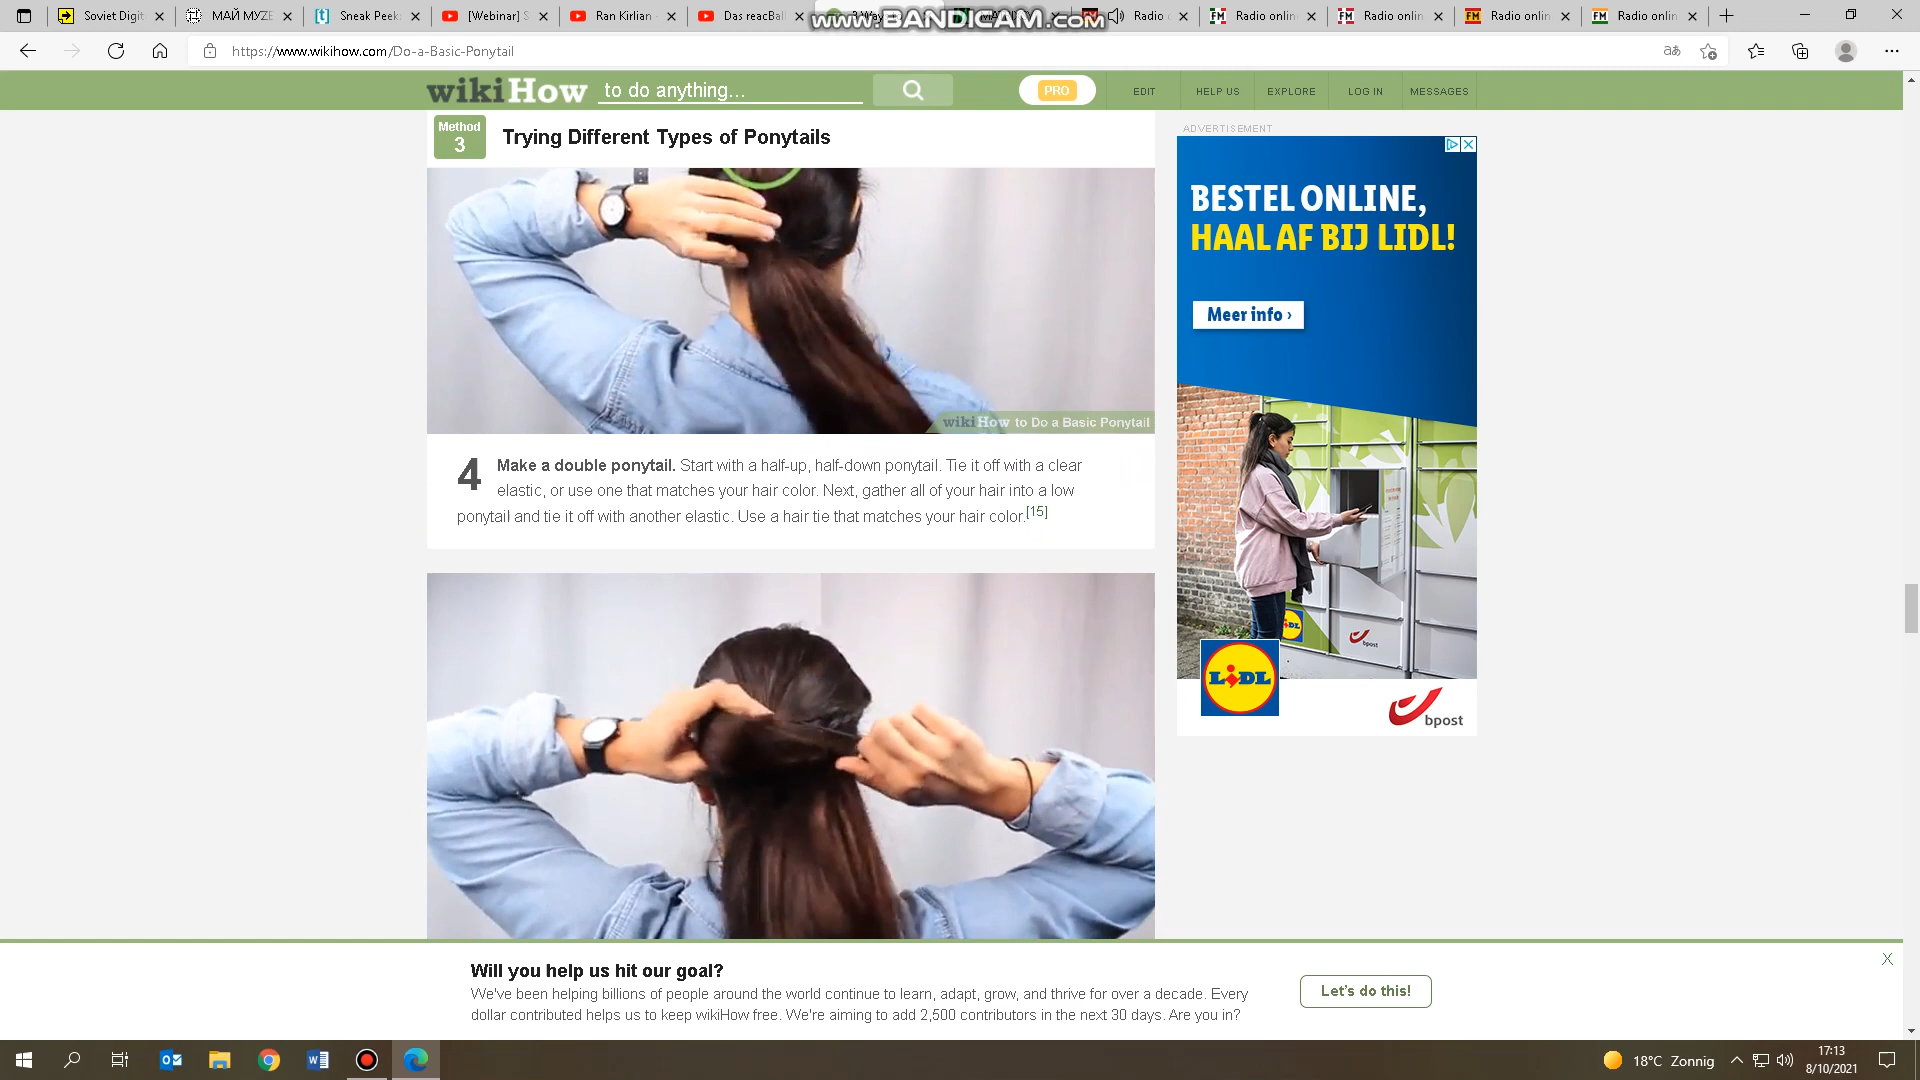 Soviet Digit
МАЙ МУZE
Sneak Peek:
[Webinar] S
Ran Kirlian -
Das reacBall
www.BANDICAM.com
Radio
Radio onlin
Radio onlin
Radio onlin
Radio onlin
https://www.wikihow.com/Do-a-Basic-Ponytail
wikiHow to do anything...
PRO
EDIT
HELP US
EXPLORE
LOG IN
MESSAGES
Method
3
Trying Different Types of Ponytails
wikiHow to Do a Basic Ponytail
4 Make a double ponytail. Start with a half-up, half-down ponytail. Tie it off with a clear
elastic, or use one that matches your hair color. Next, gather all of your hair into a low
ponytail and tie it off with another elastic. Use a hair tie that matches your hair color.[15]
ADVERTISEMENT
BESTEL ONLINE,
HAAL AF BIJ LIDL!
Meer info ›
LIDL
bpost
Will you help us hit our goal?
We've been helping billions of people around the world continue to learn, adapt, grow, and thrive for over a decade. Every
dollar contributed helps us to keep wikiHow free. We're aiming to add 2,500 contributors in the next 30 days. Are you in?
Let's do this!
X
18°C Zonnig
17:13
8/10/2021